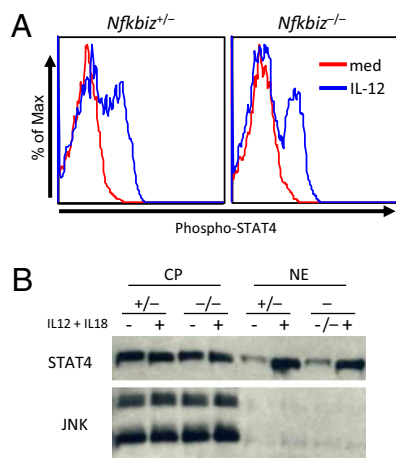 A
Nfkbiz+/–
Nfkbiz–/–
% of Max
med
IL-12
Phospho-STAT4
B
CP
NE
+/– –/– +/– –
IL12 + IL18 - + - + - + -/- +
STAT4
JNK